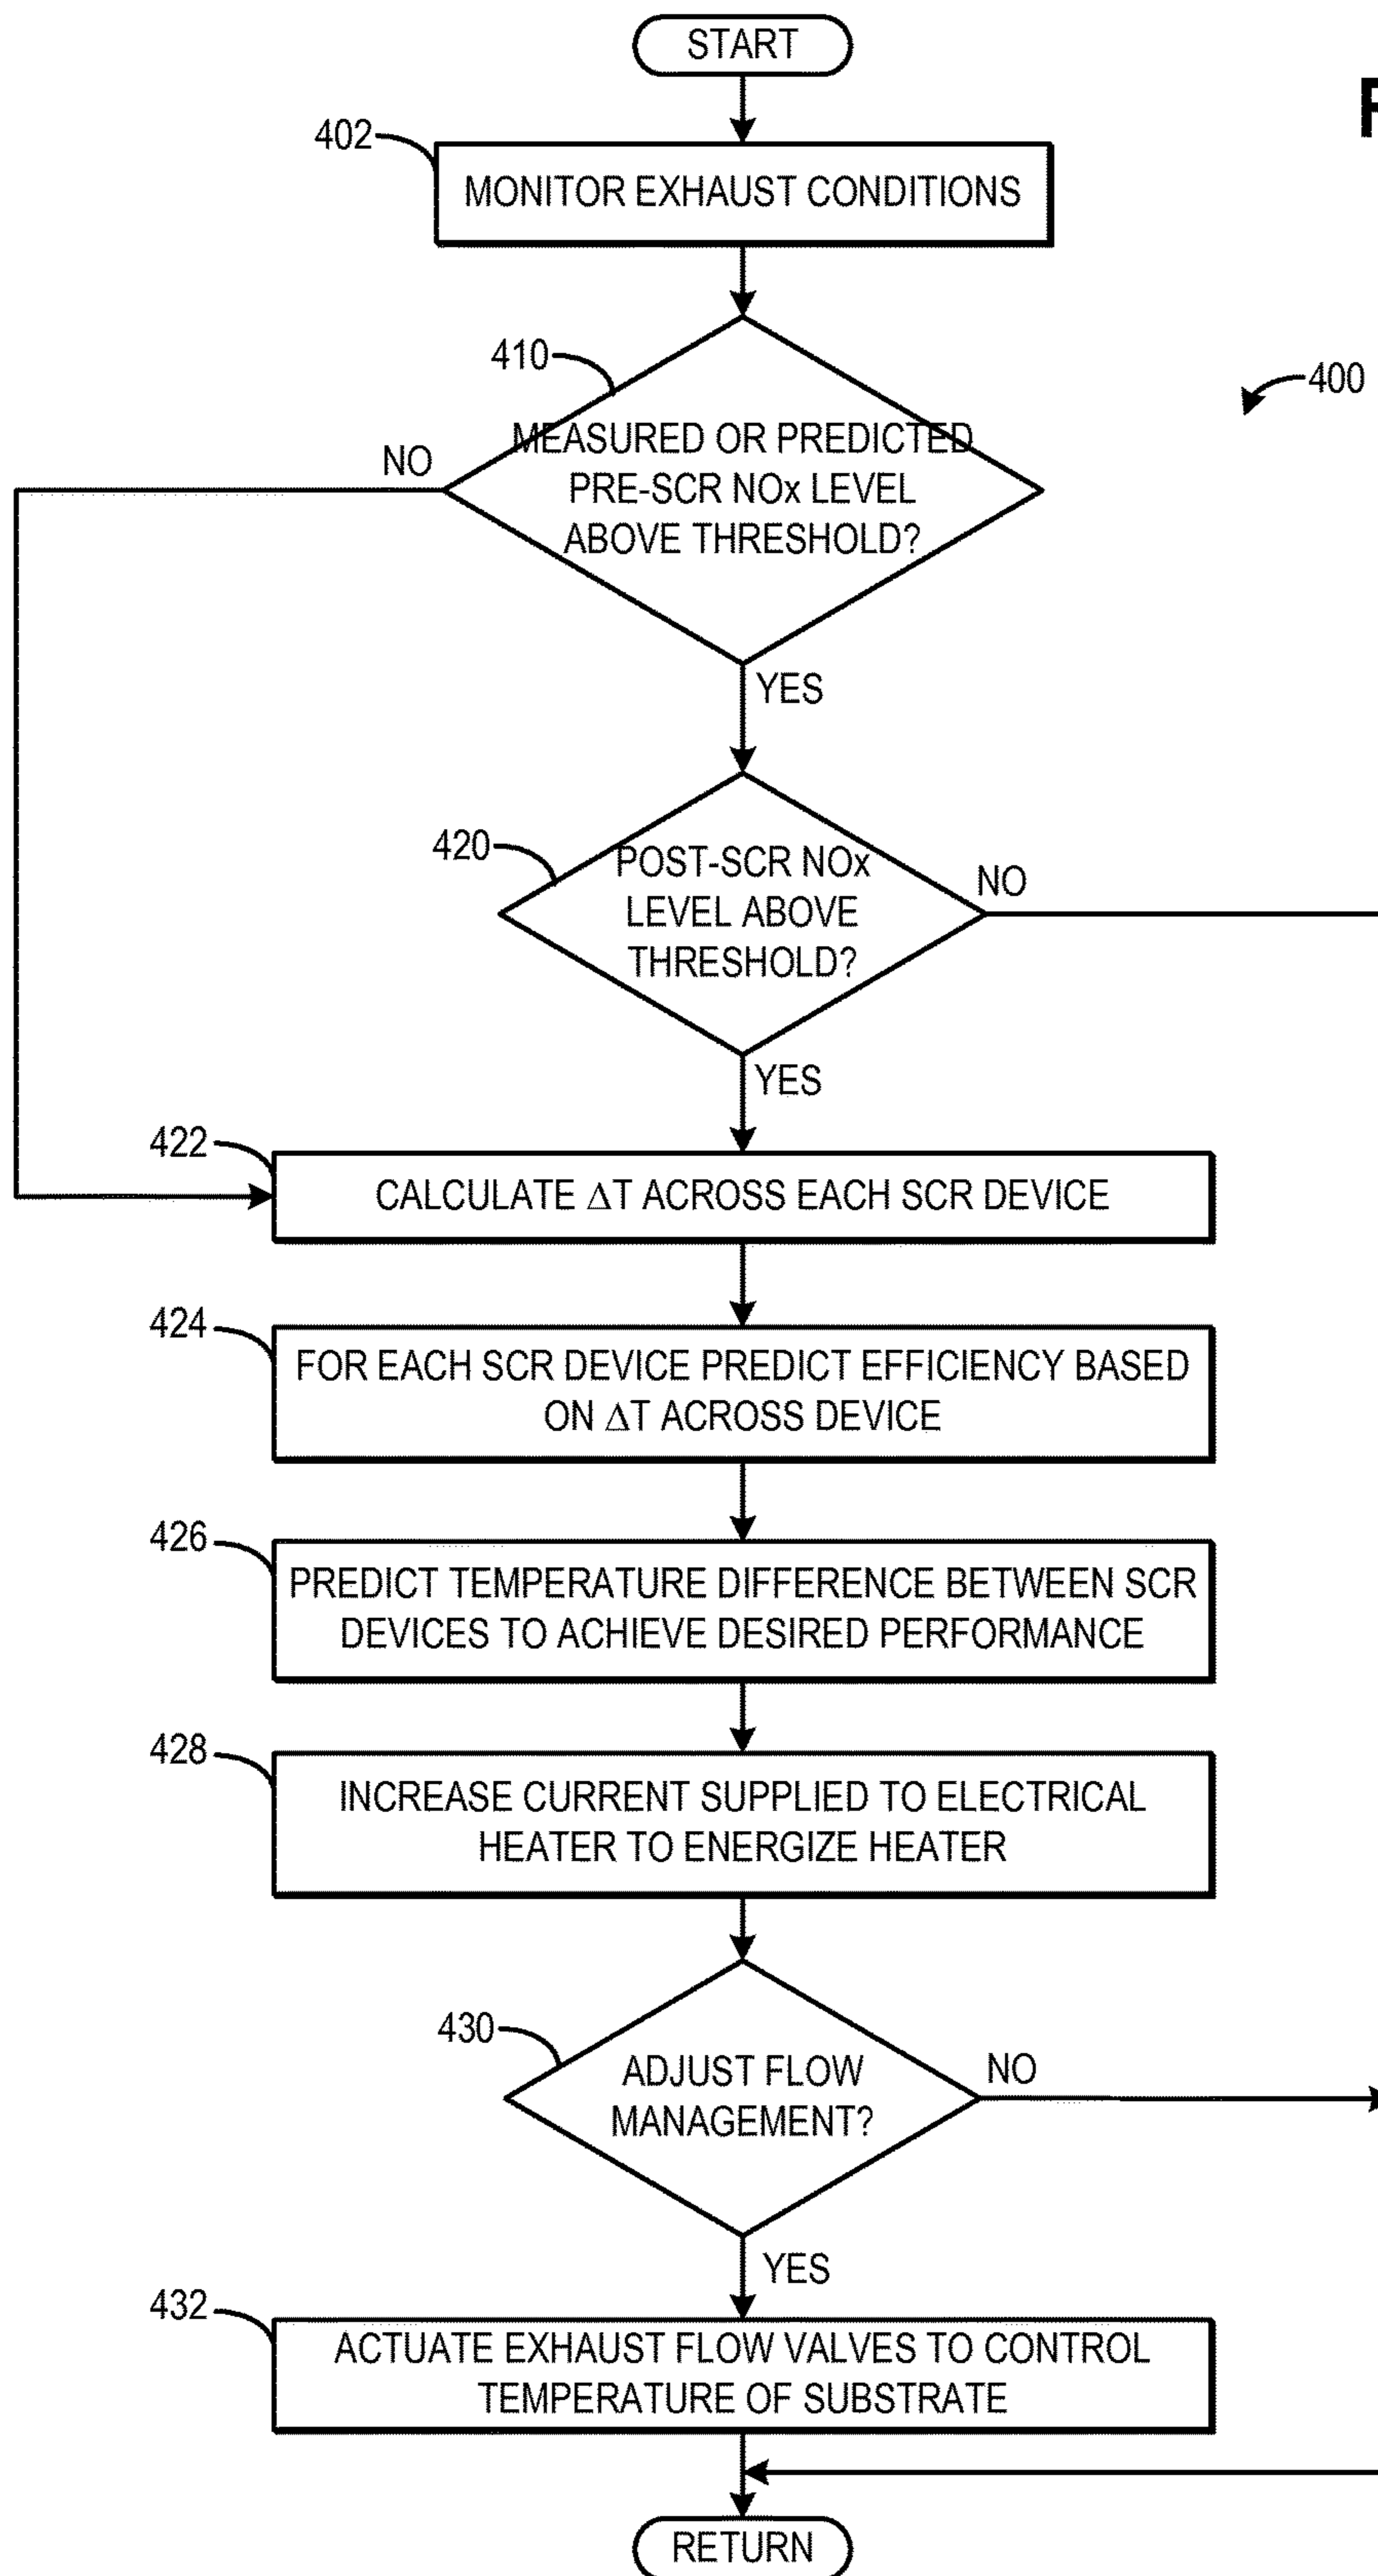 START
402
MONITOR EXHAUST CONDITIONS
410
400
MEASURED OR PREDICTED
PRE-SCR NOx LEVEL
ABOVE THRESHOLD?
NO
YES
420
POST-SCR NOx
LEVEL ABOVE
THRESHOLD?
NO
YES
422
CALCULATE ΔT ACROSS EACH SCR DEVICE
424
FOR EACH SCR DEVICE PREDICT EFFICIENCY BASED
ON ΔT ACROSS DEVICE
426
PREDICT TEMPERATURE DIFFERENCE BETWEEN SCR
DEVICES TO ACHIEVE DESIRED PERFORMANCE
428
INCREASE CURRENT SUPPLIED TO ELECTRICAL
HEATER TO ENERGIZE HEATER
430
ADJUST FLOW
MANAGEMENT?
NO
YES
432
ACTUATE EXHAUST FLOW VALVES TO CONTROL
TEMPERATURE OF SUBSTRATE
RETURN